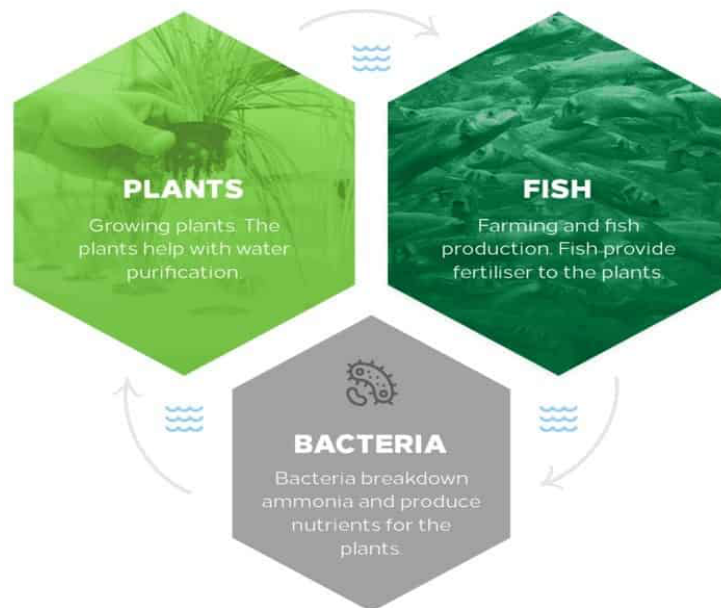 PLANTS
Growing plants. The
plants help with water
purification.
FISH
Farming and fish
production. Fish provide
fertiliser to the plants.
BACTERIA
Bacteria breakdown
ammonia and produce
nutrients for the
plants.